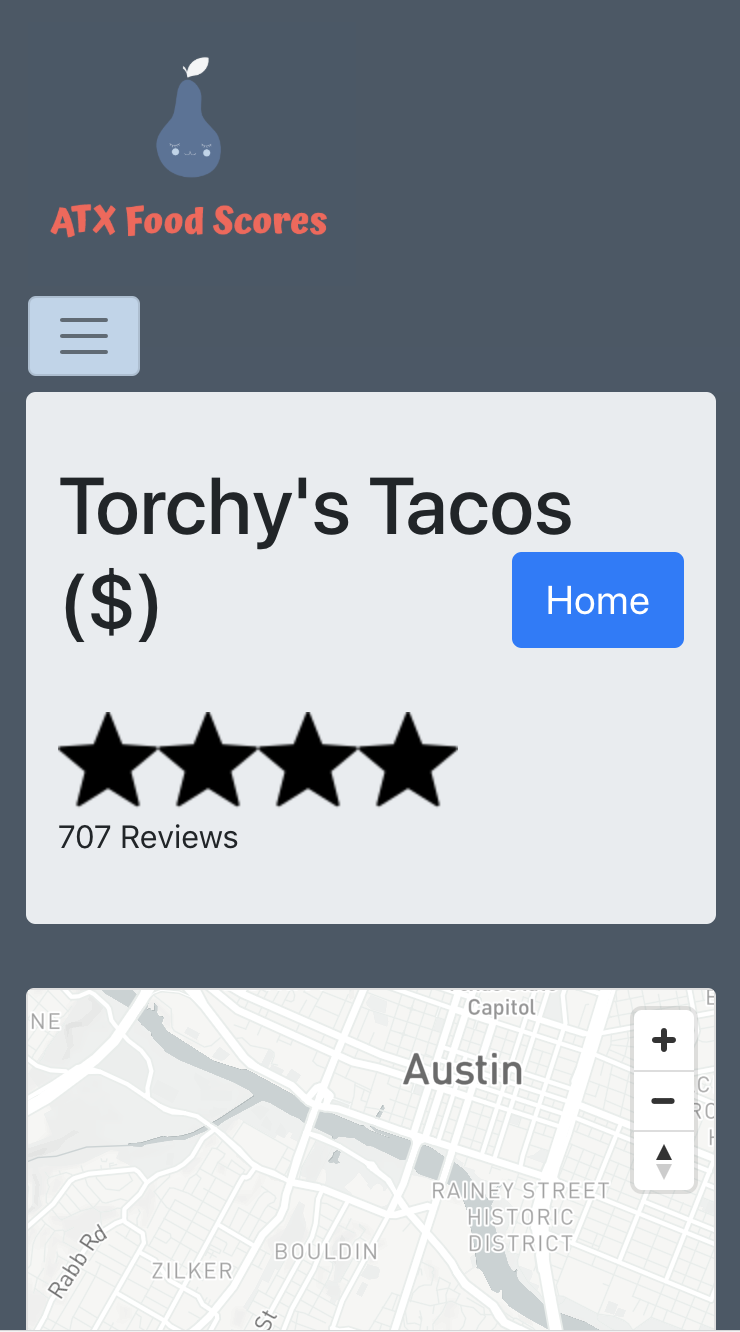 ATX Food Scores
Torchy's Tacos
($)
Home
707 Reviews
NE
Capitol
Austin
RAINEY STREET
HISTORIC
DISTRICT
BOULDIN
ZILKER
Rabb Rd
St